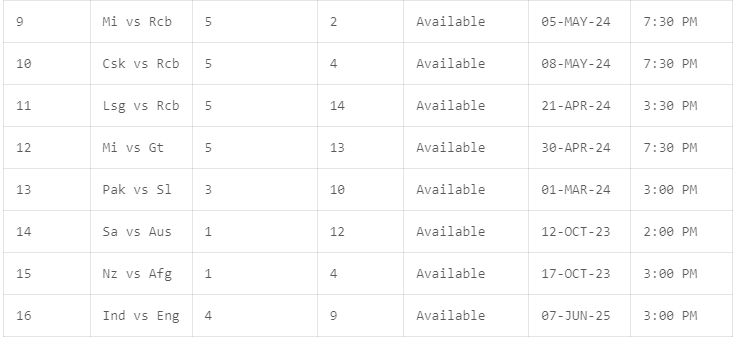 9 Mi vs Rcb 5 2 Available 05-MAY-24 7:30 PM
10 Csk vs Rcb 5 4 Available 08-MAY-24 7:30 PM
11 Lsg vs Rcb 5 14 Available 21-APR-24 3:30 PM
12 Mi vs Gt 5 13 Available 30-APR-24 7:30 PM
13 Pak vs Sl 3 10 Available 01-MAR-24 3:00 PM
14 Sa vs Aus 1 12 Available 12-OCT-23 2:00 PM
15 Nz vs Afg 1 4 Available 17-OCT-23 3:00 PM
16 Ind vs Eng 4 9 Available 07-JUN-25 3:00 PM